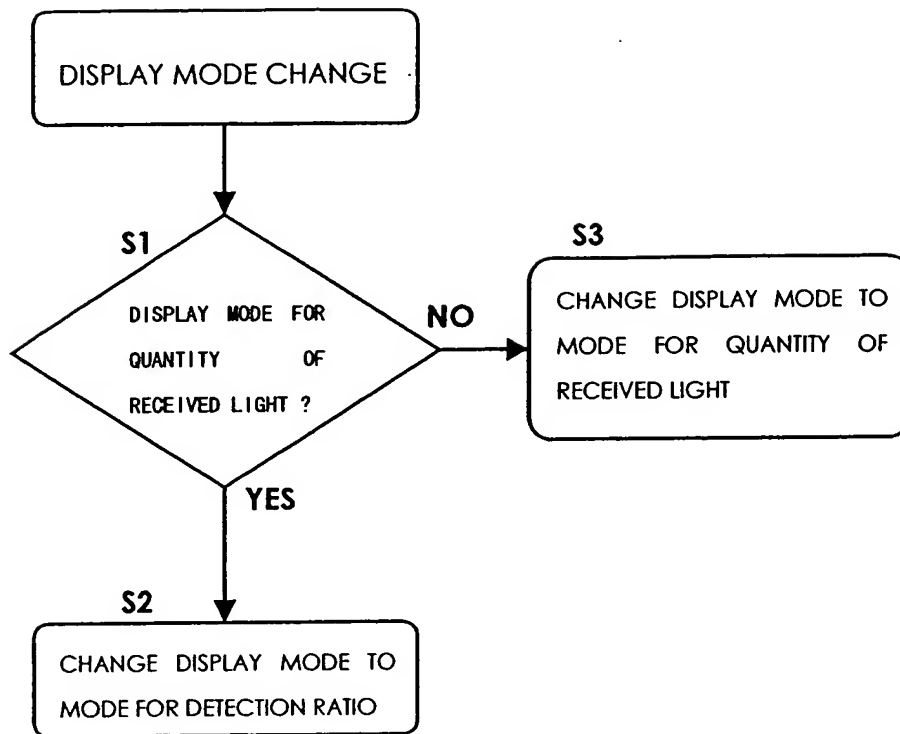 DISPLAY MODE CHANGE
S1
DISPLAY MODE FOR
QUANTITY OF
RECEIVED LIGHT ?
NO
YES
S3
CHANGE DISPLAY MODE TO
MODE FOR QUANTITY OF
RECEIVED LIGHT
S2
CHANGE DISPLAY MODE TO
MODE FOR DETECTION RATIO